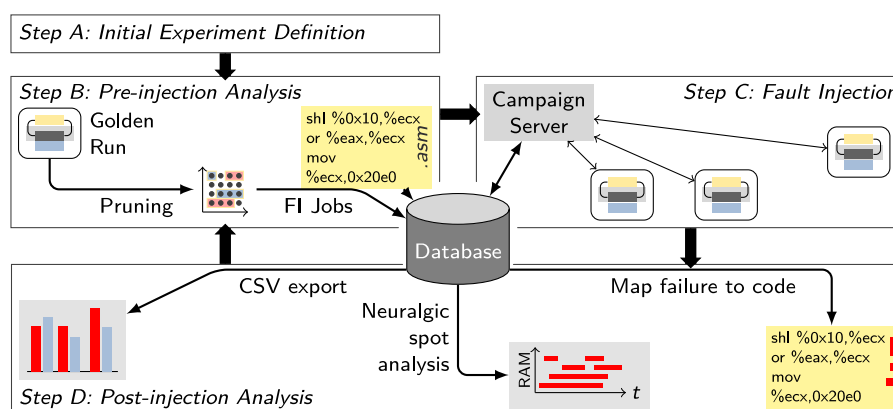 Step A: Initial Experiment Definition
Step B: Pre-injection Analysis
Golden
Run
Pruning
FI Jobs
shl %0x10,%ecx
or %eax,%ecx
mov
%ecx,0x20e0
.asm
Step C: Fault Injection
Campaign
Server
Database
CSV export
Neuralgic
spot
analysis
Map failure to code
RAM
t
shl %0x10,%ecx
or %eax,%ecx
mov
%ecx,0x20e0
Step D: Post-injection Analysis